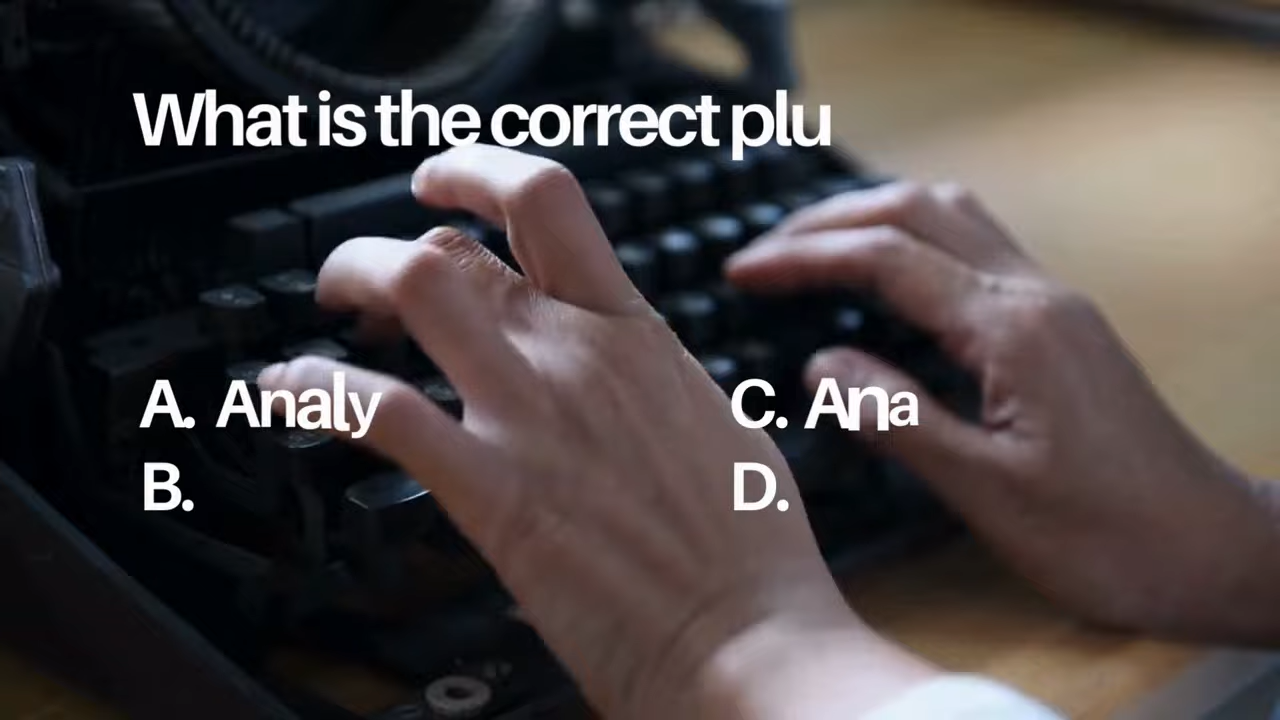 What is the correct plu
A. Analy
B.
C. Ana
D.